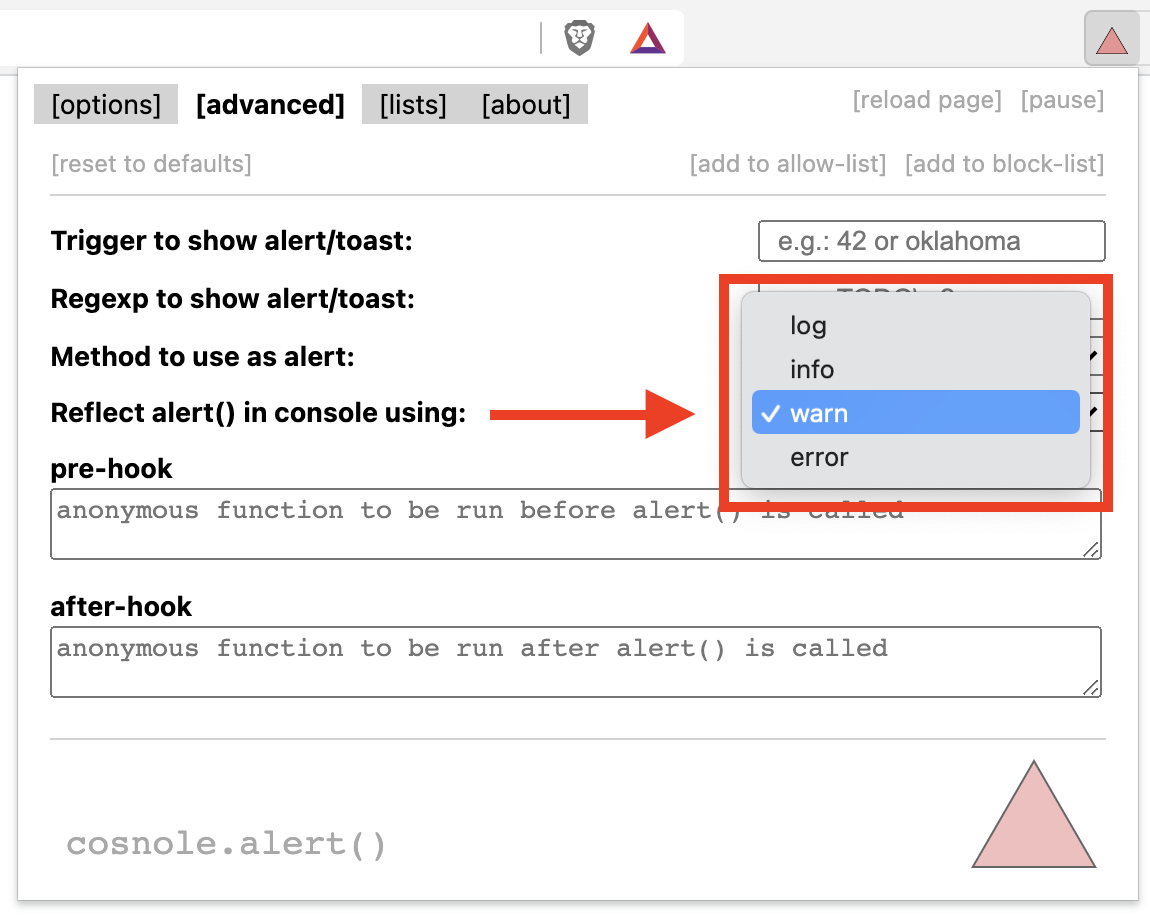 [options] [advanced] [lists] [about] [reload page] [pause]
[reset to defaults] [add to allow-list] [add to block-list]
Trigger to show alert/toast: e.g.: 42 or oklahoma
Regexp to show alert/toast:
log
info
Method to use as alert:
Reflect alert() in console using: ✓ warn
error
pre-hook
anonymous function to be run before alert() is called
after-hook
anonymous function to be run after alert() is called
cosnole.alert()